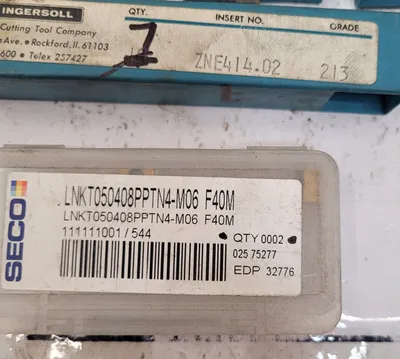 INGERSOLL
Cutting Tool Company
Ave. • Rockford, Il. 61103
600 • Telex 257427
QTY.
INSERT NO.
GRADE
ZNE414.02
213
SECO
LNKT050408PPTN4-M06 F40M
LNKT050408PPTN4-M06 F40M
111111001/544
QTY 0002
025 75277
EDP 32776